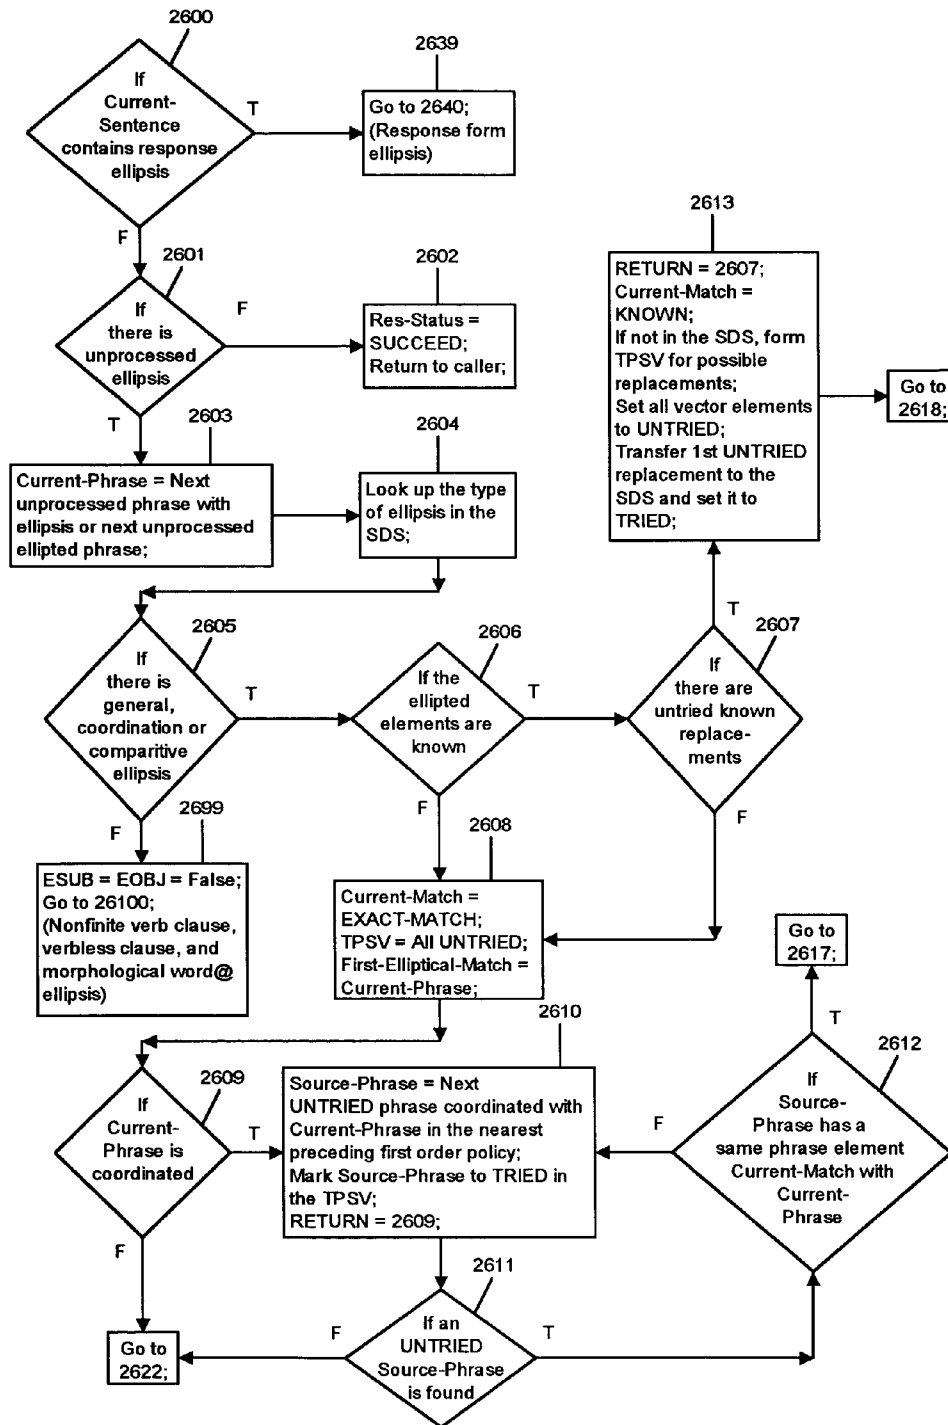 2600
If
Current-
Sentence
contains response
ellipsis
T
F
2639
Go to 2640;
(Response form
ellipsis)
2601
If
there is
unprocessed
ellipsis
F
T
2602
Res-Status =
SUCCEED;
Return to caller;
2603
Current-Phrase = Next
unprocessed phrase with
ellipsis or next unprocessed
ellipted phrase;
2604
Look up the type
of ellipsis in the
SDS;
2613
RETURN = 2607;
Current-Match =
KNOWN;
If not in the SDS, form
TPSV for possible
replacements;
Set all vector elements
to UNTRIED;
Transfer 1st UNTRIED
replacement to the
SDS and set it to
TRIED;
Go to
2618;
2605
If
there is
general,
coordination or
comparitive
ellipsis
T
F
2606
If the
ellipted
elements are
known
T
F
2607
If
there are
untried known
replace-
ments
T
F
2699
ESUB = EOBJ = False;
Go to 26100;
(Nonfinite verb clause,
verbless clause, and
morphological word@
ellipsis)
2608
Current-Match =
EXACT-MATCH;
TPSV = All UNTRIED;
First-Elliptical-Match =
Current-Phrase;
Go to
2617;
2609
If
Current-
Phrase is
coordinated
T
F
2610
Source-Phrase = Next
UNTRIED phrase coordinated with
Current-Phrase in the nearest
preceding first order policy;
Mark Source-Phrase to TRIED in
the TPSV;
RETURN = 2609;
2612
If
Source-
Phrase has a
same phrase element
Current-Match with
Current-
Phrase
T
F
2611
If an
UNTRIED
Source-Phrase
is found
F
T
Go to
2622;